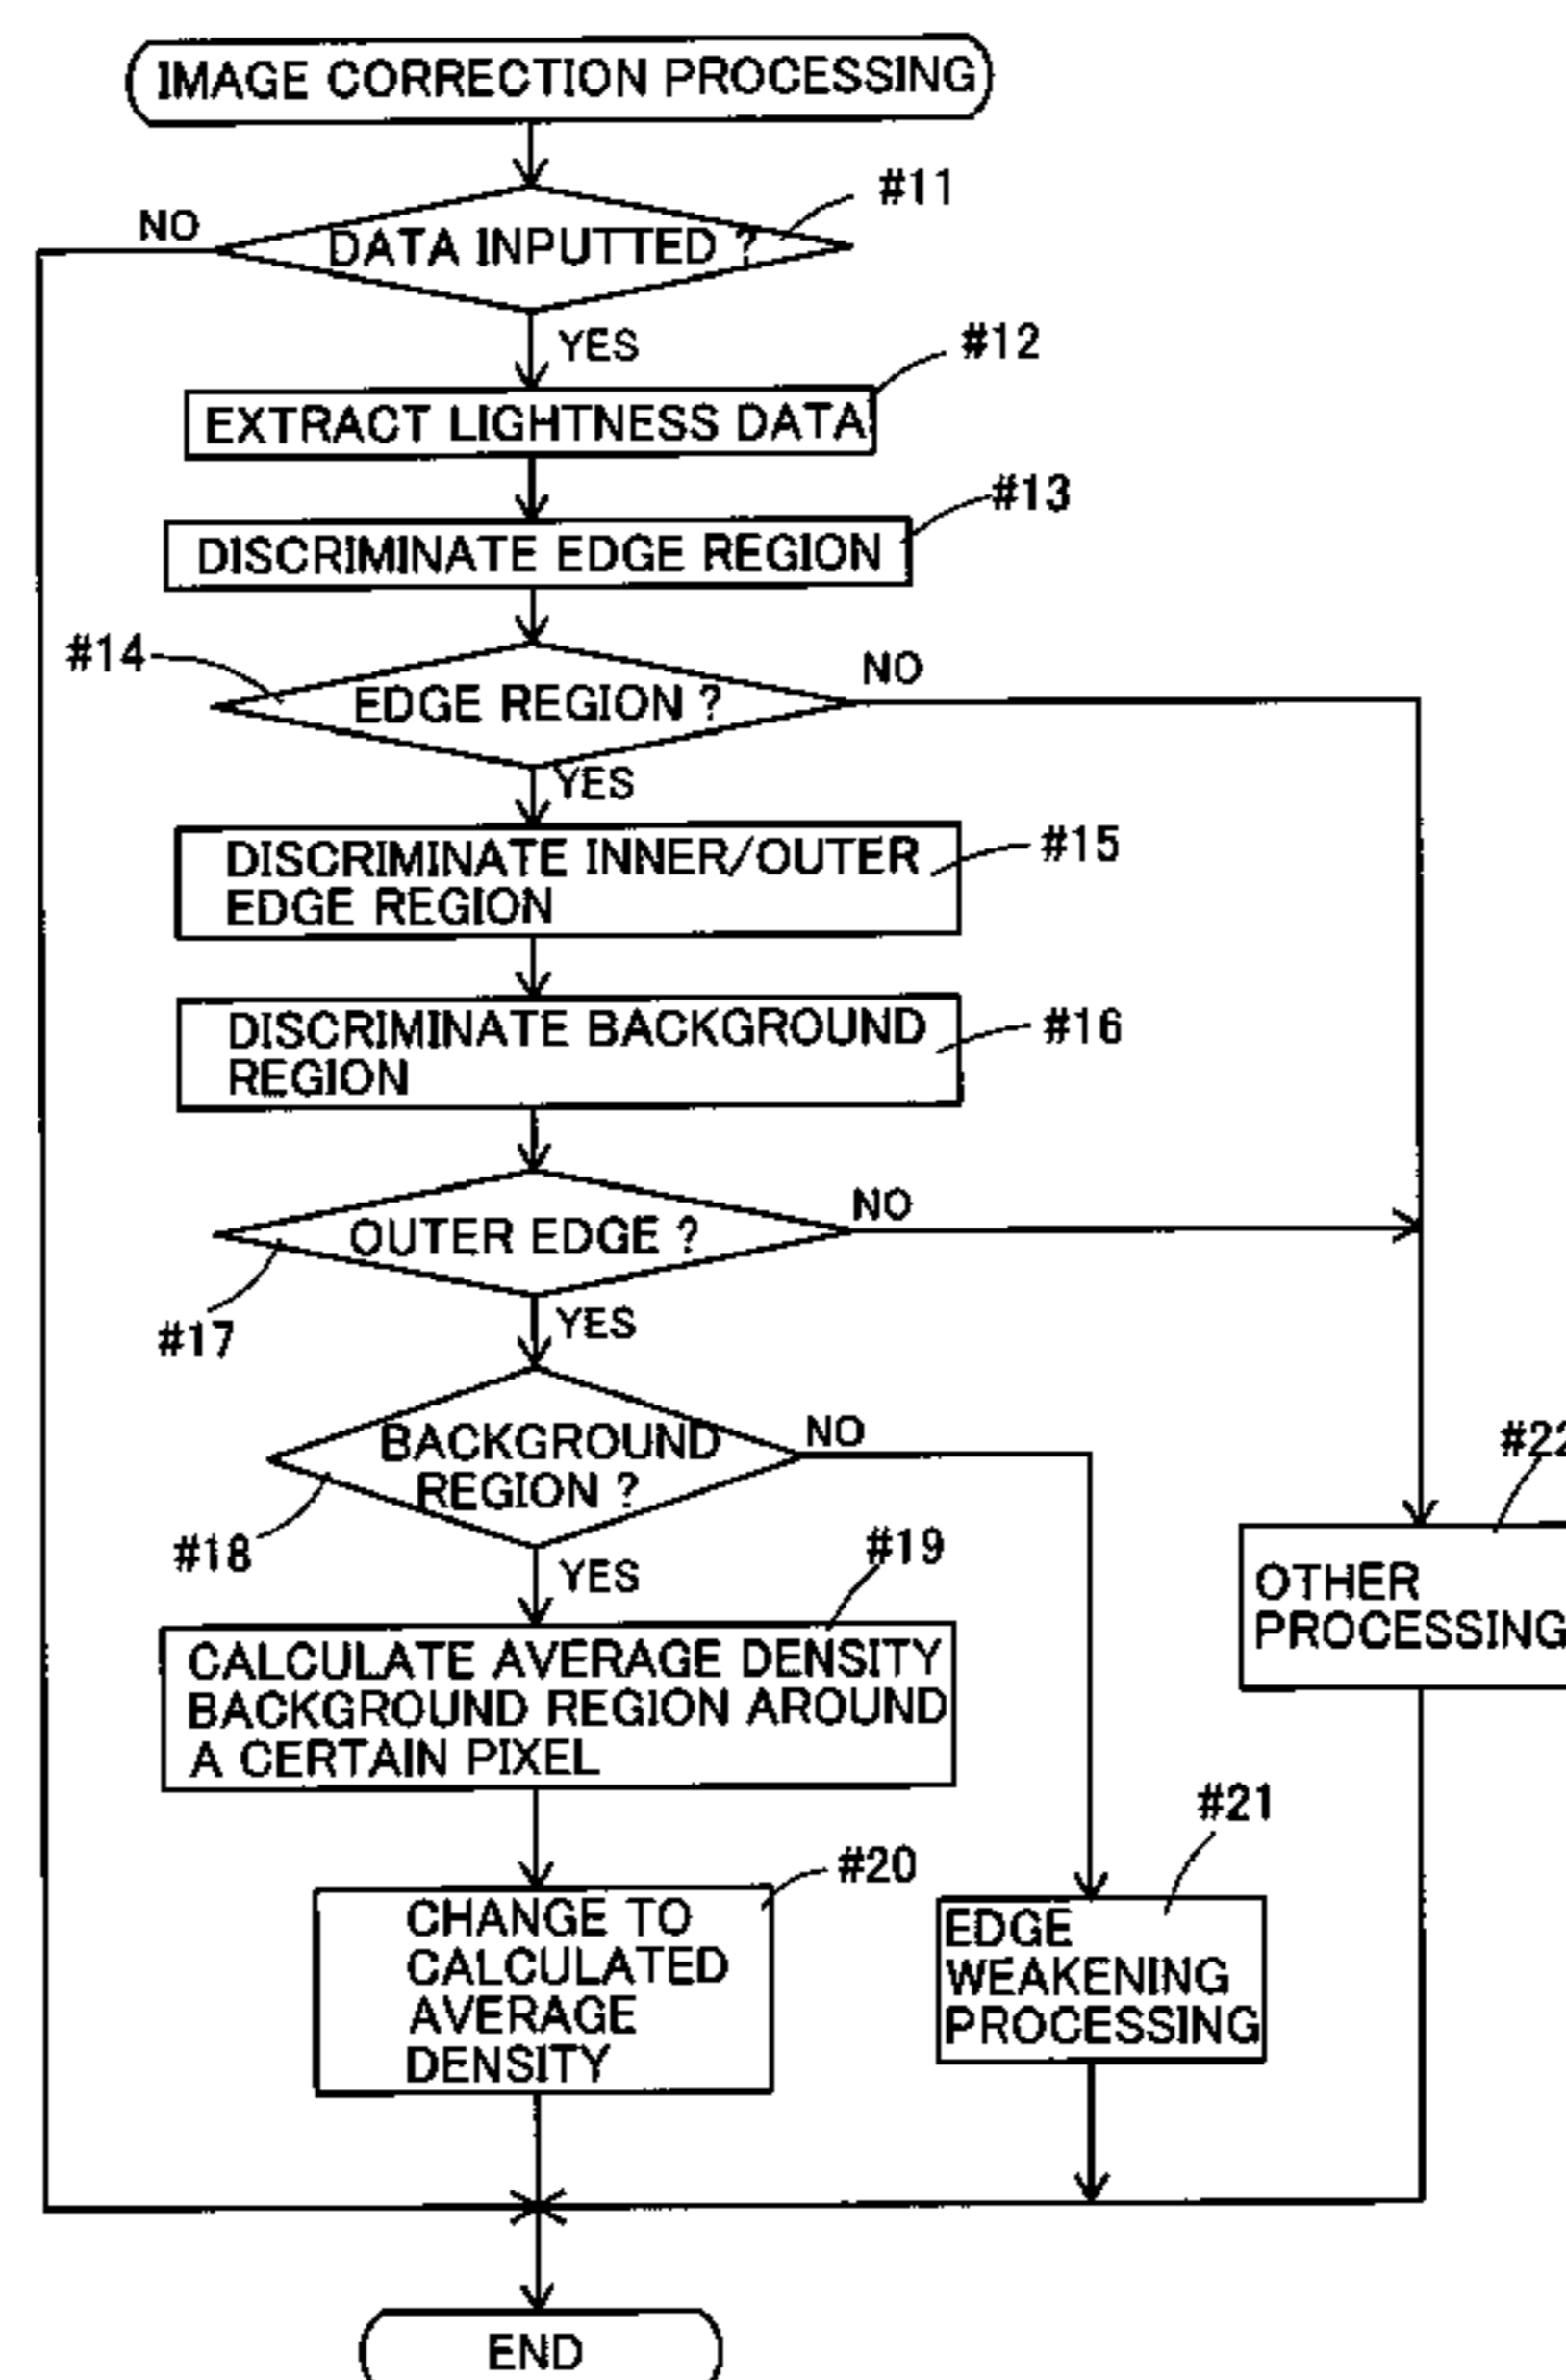 IMAGE CORRECTION PROCESSING
#11
NO
DATA INPUTTED ?
YES
#12
EXTRACT LIGHTNESS DATA
#13
DISCRIMINATE EDGE REGION
#14
NO
EDGE REGION ?
YES
DISCRIMINATE INNER/OUTER
EDGE REGION
#15
DISCRIMINATE BACKGROUND
REGION
#16
NO
OUTER EDGE ?
#17
YES
BACKGROUND
REGION ?
NO
#18
YES
#19
#22
OTHER
PROCESSING
CALCULATE AVERAGE DENSITY
BACKGROUND REGION AROUND
A CERTAIN PIXEL
#21
#20
CHANGE TO
CALCULATED
AVERAGE
DENSITY
EDGE
WEAKENING
PROCESSING
END